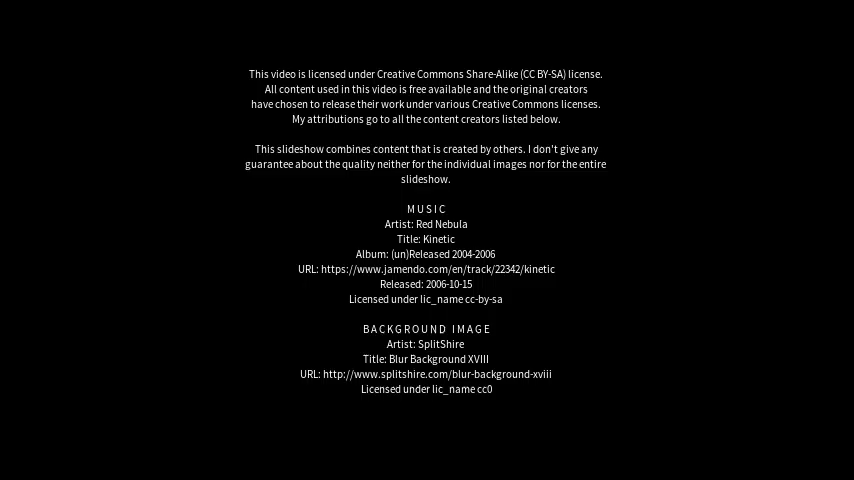 This video is licensed under Creative Commons Share-Alike (CC BY-SA) license.
All content used in this video is free available and the original creators
have chosen to release their work under various Creative Commons licenses.
My attributions go to all the content creators listed below.
This slideshow combines content that is created by others. I don't give any
guarantee about the quality neither for the individual images nor for the entire
slideshow.
MUSIC
Artist: Red Nebula
Title: Kinetic
Album: (un)Released 2004-2006
URL: https://www.jamendo.com/en/track/22342/kinetic
Released: 2006-10-15
Licensed under lic_name cc-by-sa
BACKGROUND IMAGE
Artist: SplitShire
Title: Blur Background XVIII
URL: http://www.splitshire.com/blur-background-xviii
Licensed under lic_name cc0